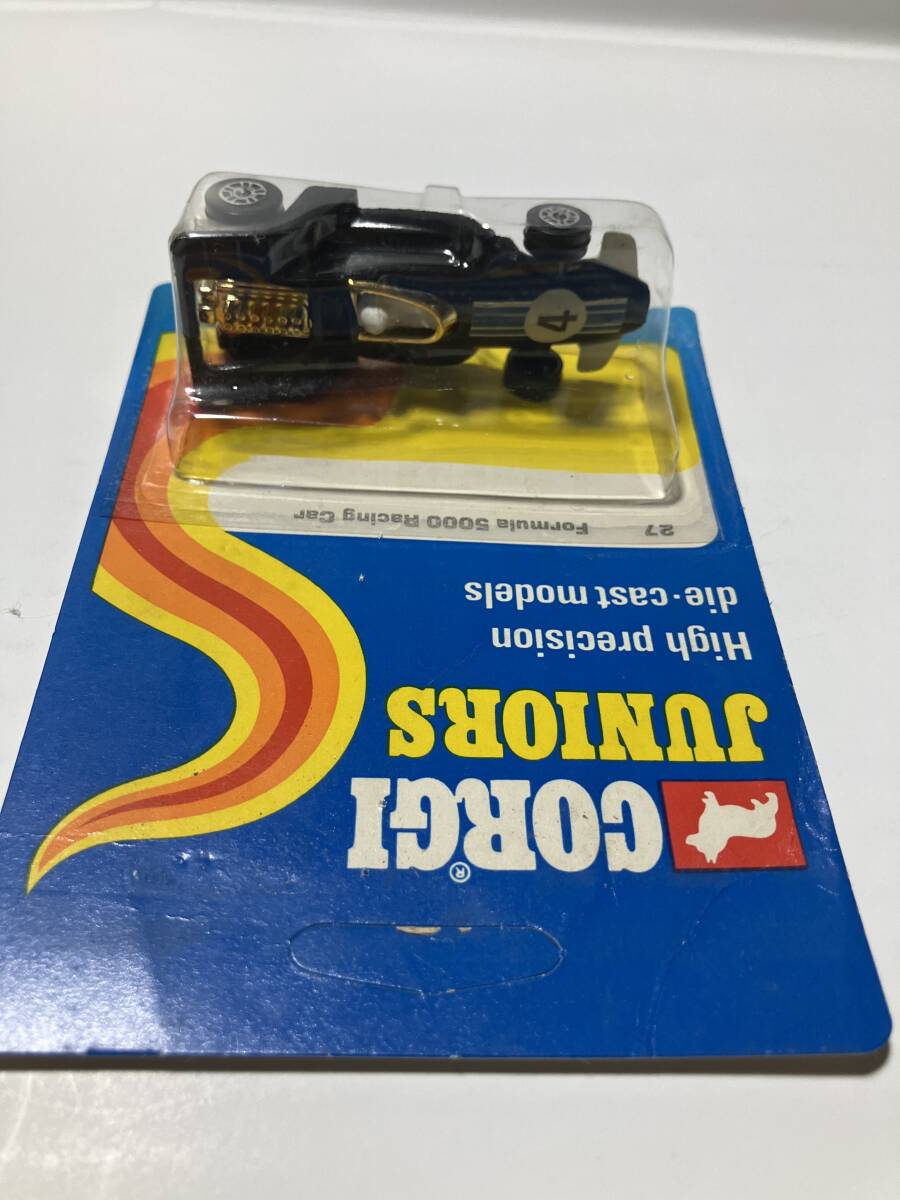 CORGI®
JUNIORS
High precision
die-cast models
27 Formula 5000 Racing Car
4